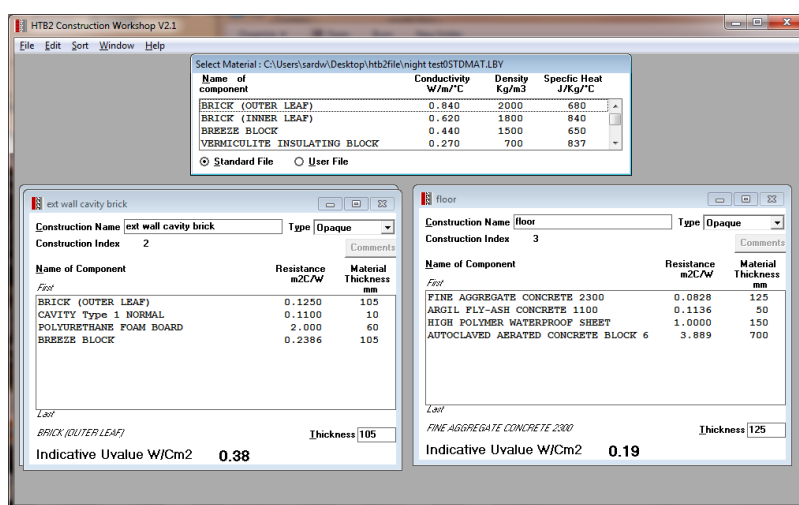 HTB2 Construction Workshop V2.1
File Edit Sort Window Help
Select Material : C:\Users\sardw\Desktop\htb2file\night test0STDMAT.LBY
Name of component Conductivity W/m/°C Density Kg/m3 Specfic Heat J/Kg/°C
BRICK (OUTER LEAF) 0.840 2000 680
BRICK (INNER LEAF) 0.620 1800 840
BREEZE BLOCK 0.440 1500 650
VERMICULITE INSULATING BLOCK 0.270 700 837
Standard File User File
ext wall cavity brick
Construction Name ext wall cavity brick Type Opaque
Construction Index 2
Comments
Name of Component Resistance m2C/W Material Thickness mm
First
BRICK (OUTER LEAF) 0.1250 105
CAVITY Type 1 NORMAL 0.1100 10
POLYURETHANE FOAM BOARD 2.000 60
BREEZE BLOCK 0.2386 105
Last
BRICK (OUTER LEAF) Thickness 105
Indicative Uvalue W/Cm2 0.38
floor
Construction Name floor Type Opaque
Construction Index 3
Comments
Name of Component Resistance m2C/W Material Thickness mm
First
FINE AGGREGATE CONCRETE 2300 0.0828 125
ARGIL FLY-ASH CONCRETE 1100 0.1136 50
HIGH POLYMER WATERPROOF SHEET 1.0000 150
AUTOCLAVED AERATED CONCRETE BLOCK 6 3.889 700
Last
FINE AGGREGATE CONCRETE 2300 Thickness 125
Indicative Uvalue W/Cm2 0.19